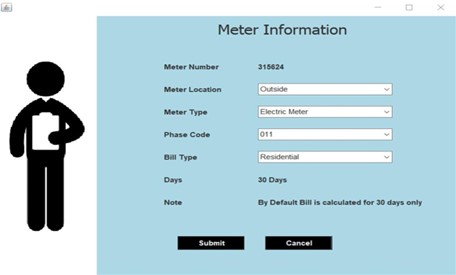 Meter Information
Meter Number 315624
Meter Location Outside
Meter Type Electric Meter
Phase Code 011
Bill Type Residential
Days 30 Days
Note By Default Bill is calculated for 30 days only
Submit Cancel